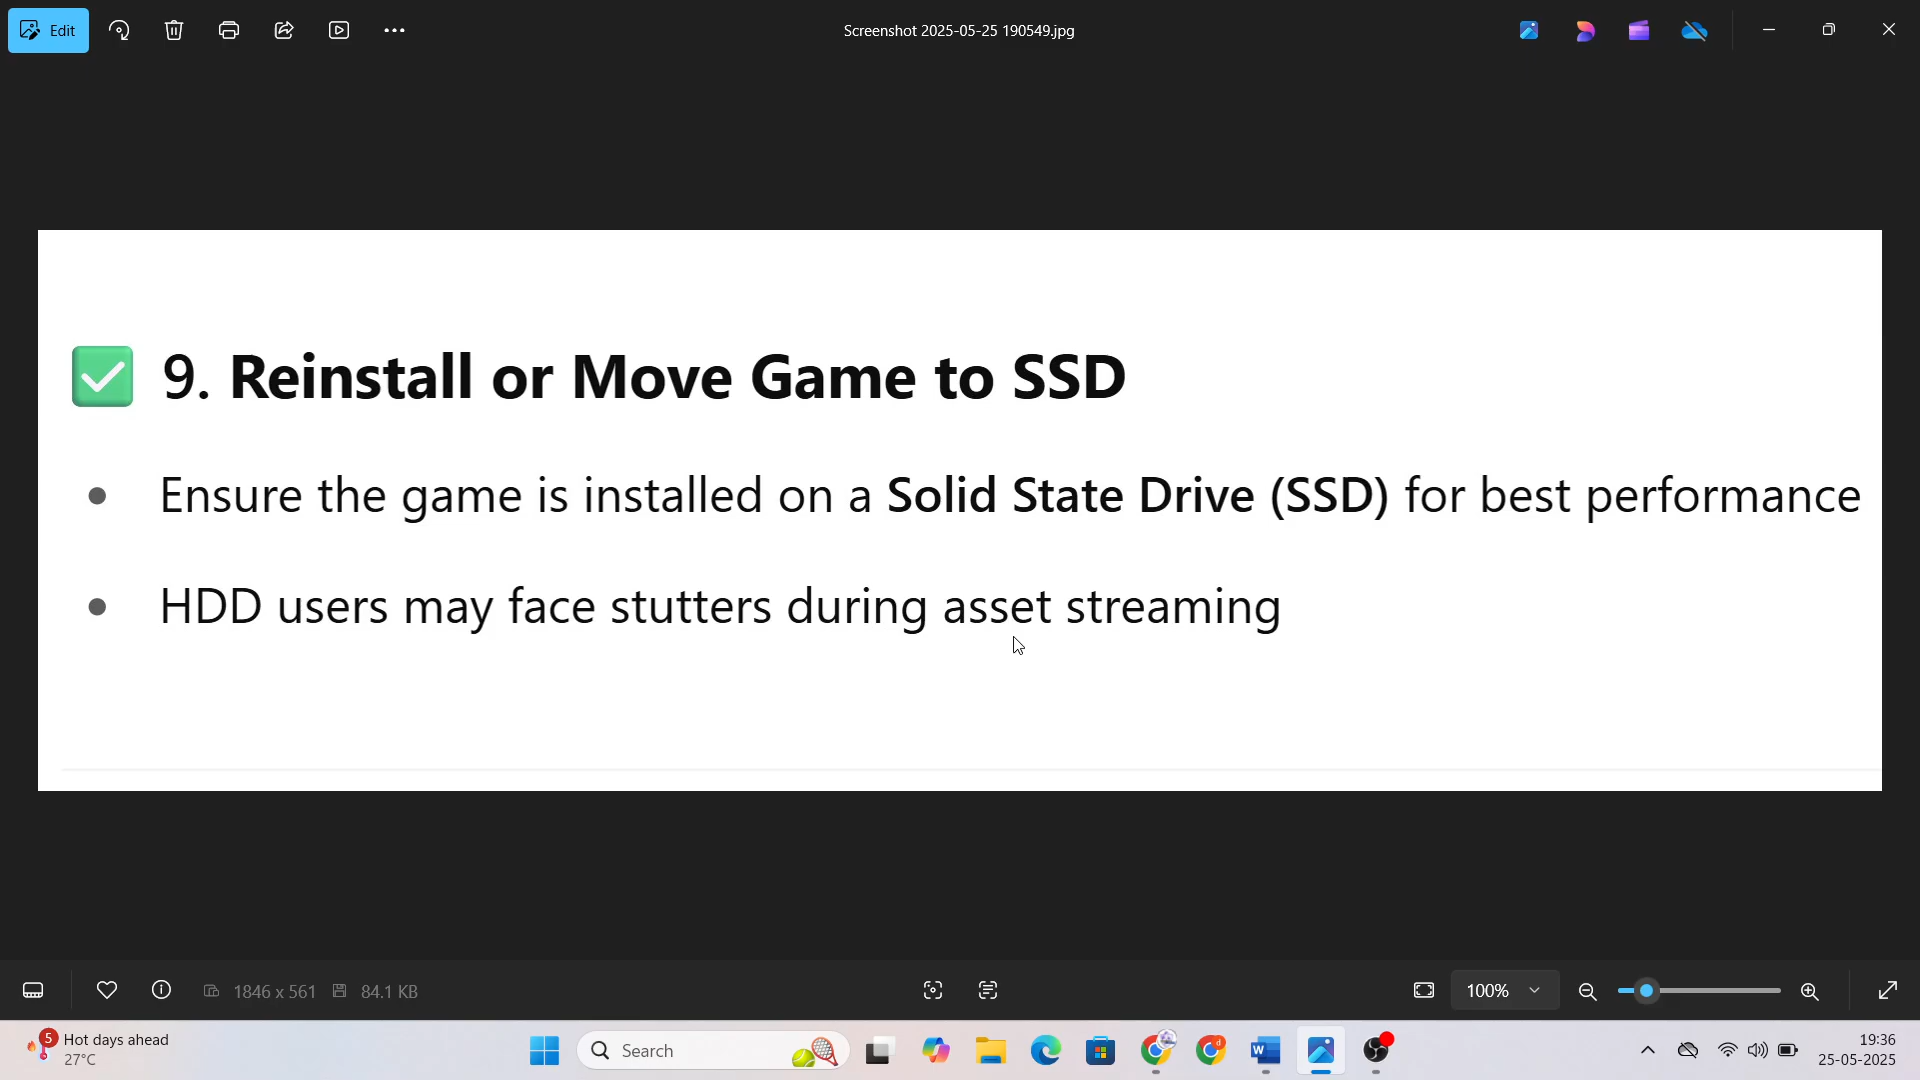 Edit
Screenshot 2025-05-25 190549.jpg
✅ 9. Reinstall or Move Game to SSD
• Ensure the game is installed on a Solid State Drive (SSD) for best performance
• HDD users may face stutters during asset streaming
1846 x 561
84.1 KB
100%
5
Hot days ahead
27°C
Search
d
W
19:36
25-05-2025